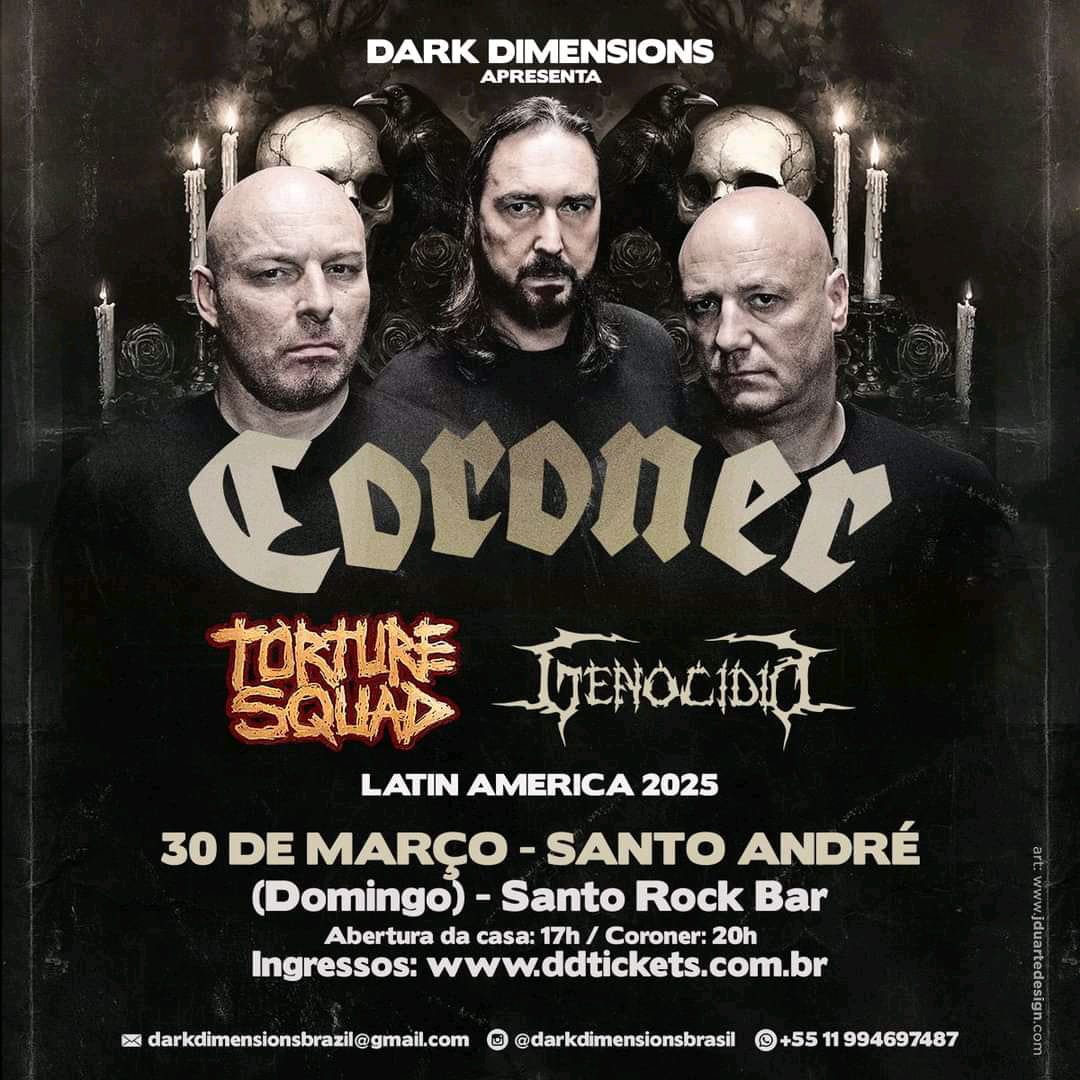 DARK DIMENSIONS
APRESENTA
Coroner
TORTURE SQUAD
GENOCIDIO
LATIN AMERICA 2025
30 DE MARÇO - SANTO ANDRÉ
(Domingo) - Santo Rock Bar
Abertura da casa: 17h / Coroner: 20h
Ingressos: www.ddtickets.com.br
darkdimensionsbrazil@gmail.com @darkdimensionsbrasil +55 11 994697487
art: www.jduartedesign.com